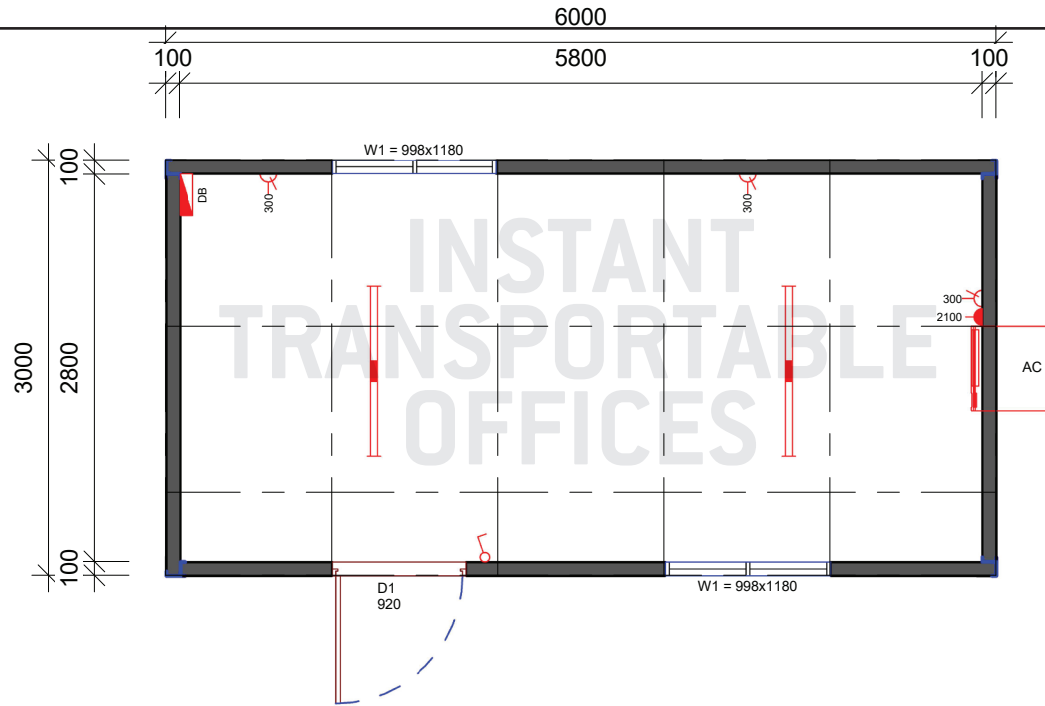 6000
100
5800
100
W1 = 998x1180
100
DB
300
300
INSTANT
TRANSPORTABLE
OFFICES
300
2100
3000
2800
AC
100
D1
920
W1 = 998x1180